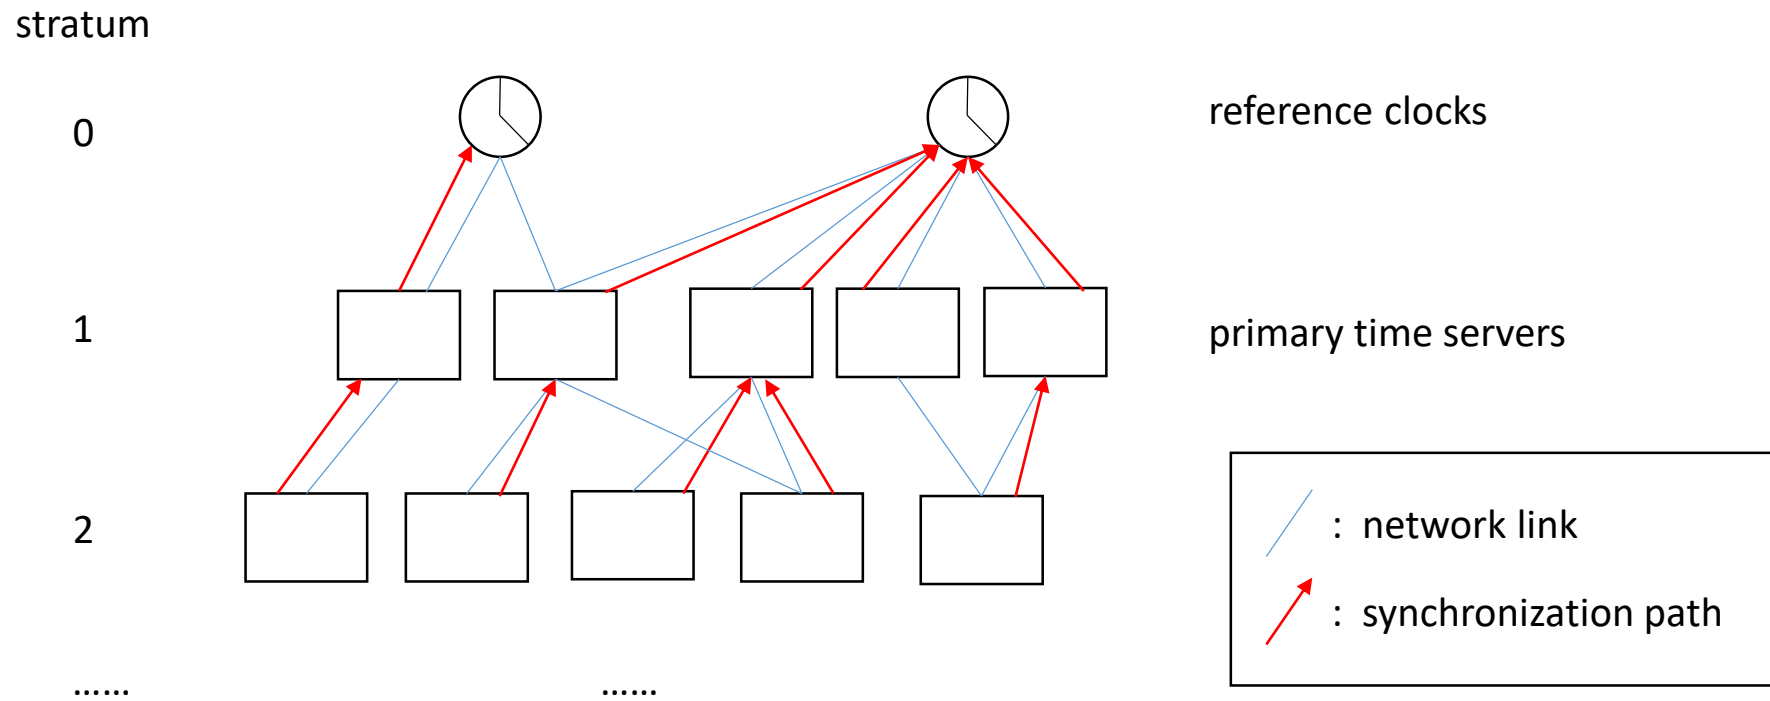 stratum
0
reference clocks
1
primary time servers
2
: network link
: synchronization path
...... ......